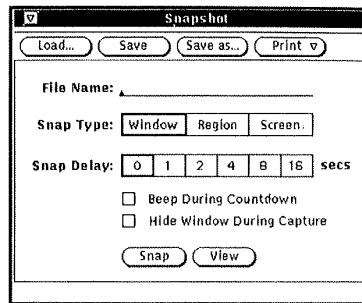 Snapshot
Load... Save Save as... Print
File Name:
Snap Type: Window Region Screen
Snap Delay: 0 1 2 4 8 16 secs
Beep During Countdown
Hide Window During Capture
Snap View